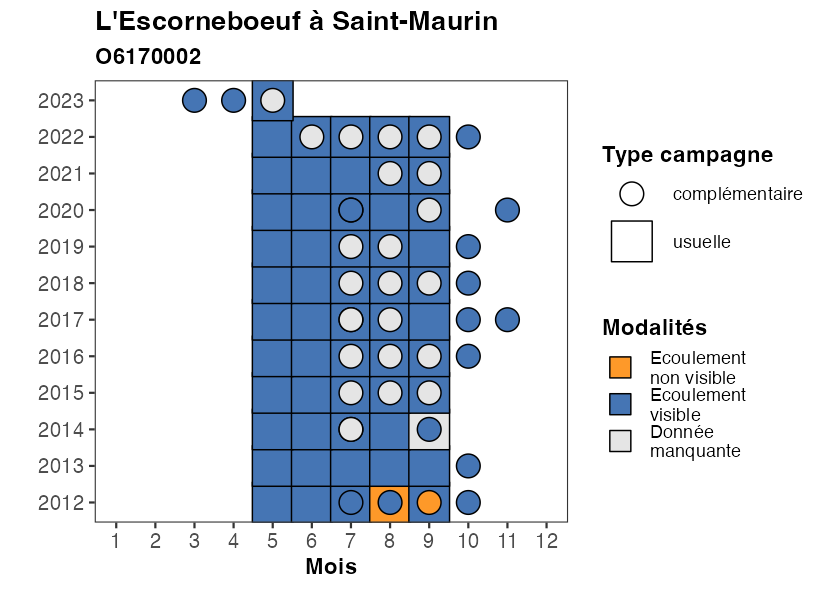 L'Escorneboeuf à Saint-Maurin
O6170002
2023
2022
2021
2020
2019
2018
2017
2016
2015
2014
2013
2012
1 2 3 4 5 6 7 8 9 10 11 12
Mois
Type campagne
complémentaire
usuelle
Modalités
Ecoulement
non visible
Ecoulement
visible
Donnée
manquante